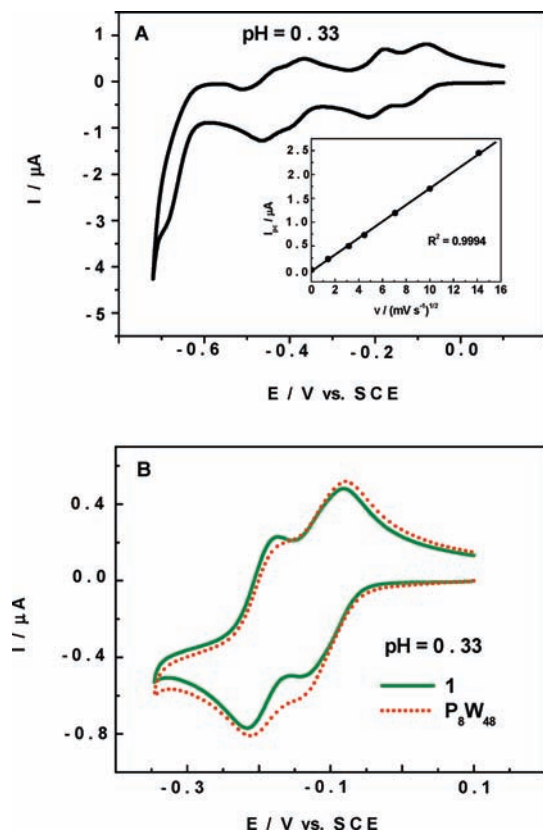 A
pH = 0.33
1
0
-1
-2
-3
-4
-5
I / μA
-0.6 -0.4 -0.2 0.0
E / V vs. SCE
2.5
2.0
1.5
1.0
0.5
0.0
I_pc / μA
R² = 0.9994
0 2 4 6 8 10 12 14 16
v / (mV s⁻¹)^1/2
B
0.4
0.0
-0.4
-0.8
I / μA
pH = 0.33
1
P₈W₄₈
-0.3 -0.1 0.1
E / V vs. SCE